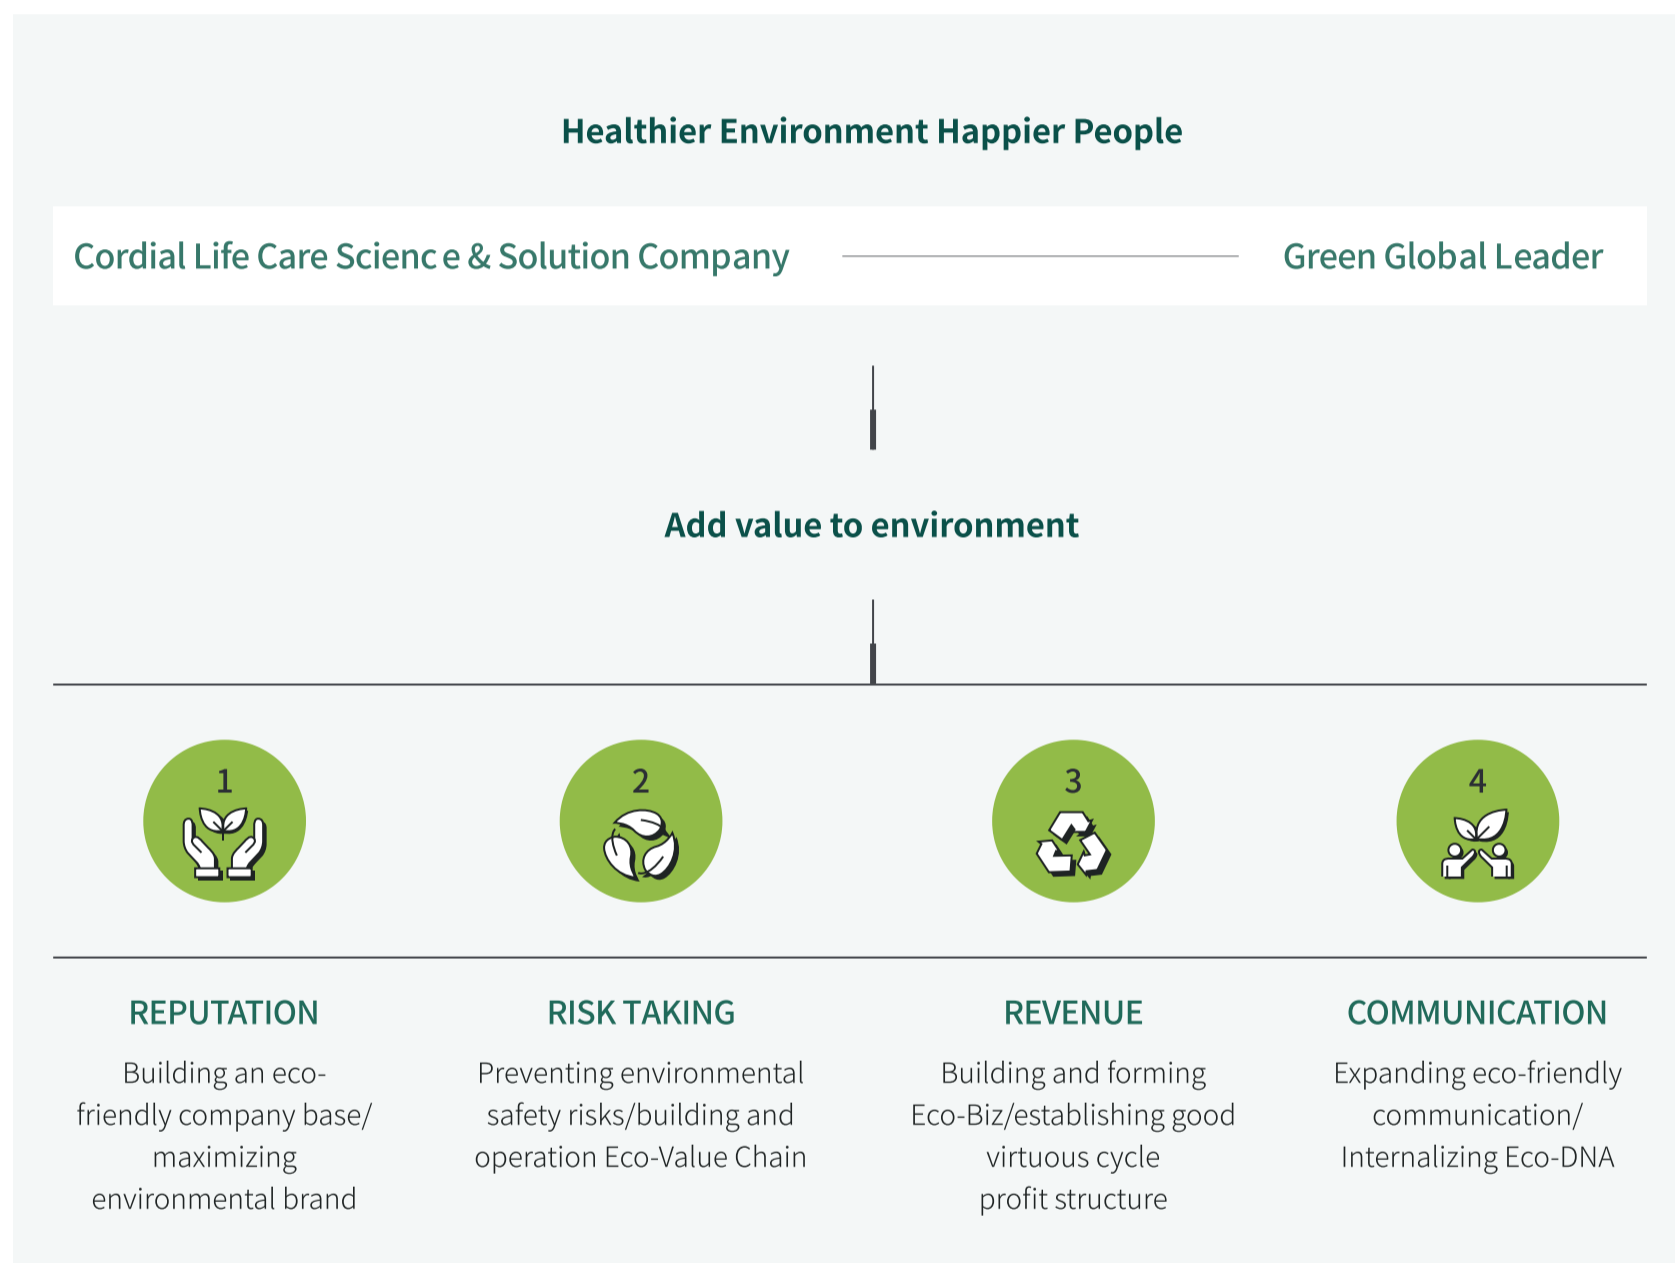 Healthier Environment Happier People
Cordial Life Care Science & Solution Company
Green Global Leader
Add value to environment
1
2
3
4
REPUTATION
Building an eco-
friendly company base/
maximizing
environmental brand
RISK TAKING
Preventing environmental
safety risks/building and
operation Eco-Value Chain
REVENUE
Building and forming
Eco-Biz/establishing good
virtuous cycle
profit structure
COMMUNICATION
Expanding eco-friendly
communication/
Internalizing Eco-DNA